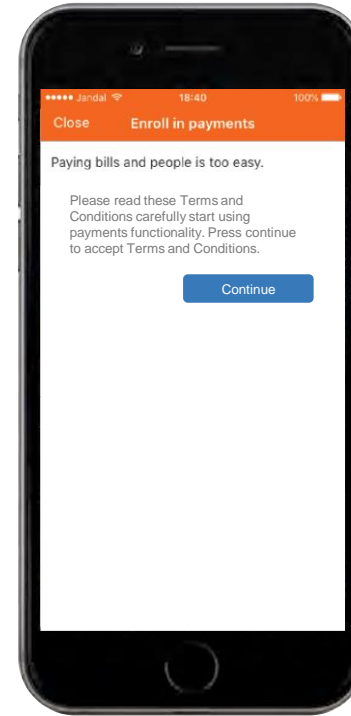 Jandal 18:40 100%
Close Enroll in payments
Paying bills and people is too easy.
Please read these Terms and
Conditions carefully start using
payments functionality. Press continue
to accept Terms and Conditions.
Continue